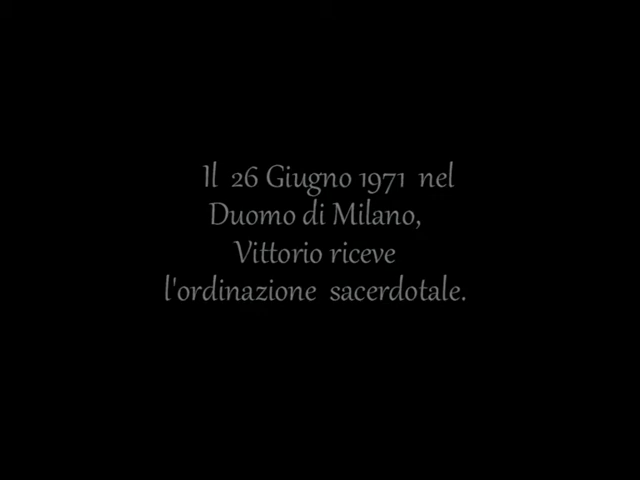 Il 26 Giugno 1971 nel
Duomo di Milano,
Vittorio riceve
l'ordinazione sacerdotale.